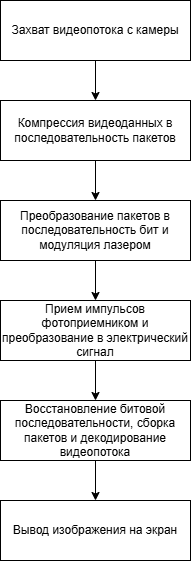 Захват видеопотока с камеры
Компрессия видеоданных в
последовательность пакетов
Преобразование пакетов в
последовательность бит и
модуляция лазером
Прием импульсов
фотоприемником и
преобразование в электрический
сигнал
Восстановление битовой
последовательности, сборка
пакетов и декодирование
видеопотока
Вывод изображения на экран